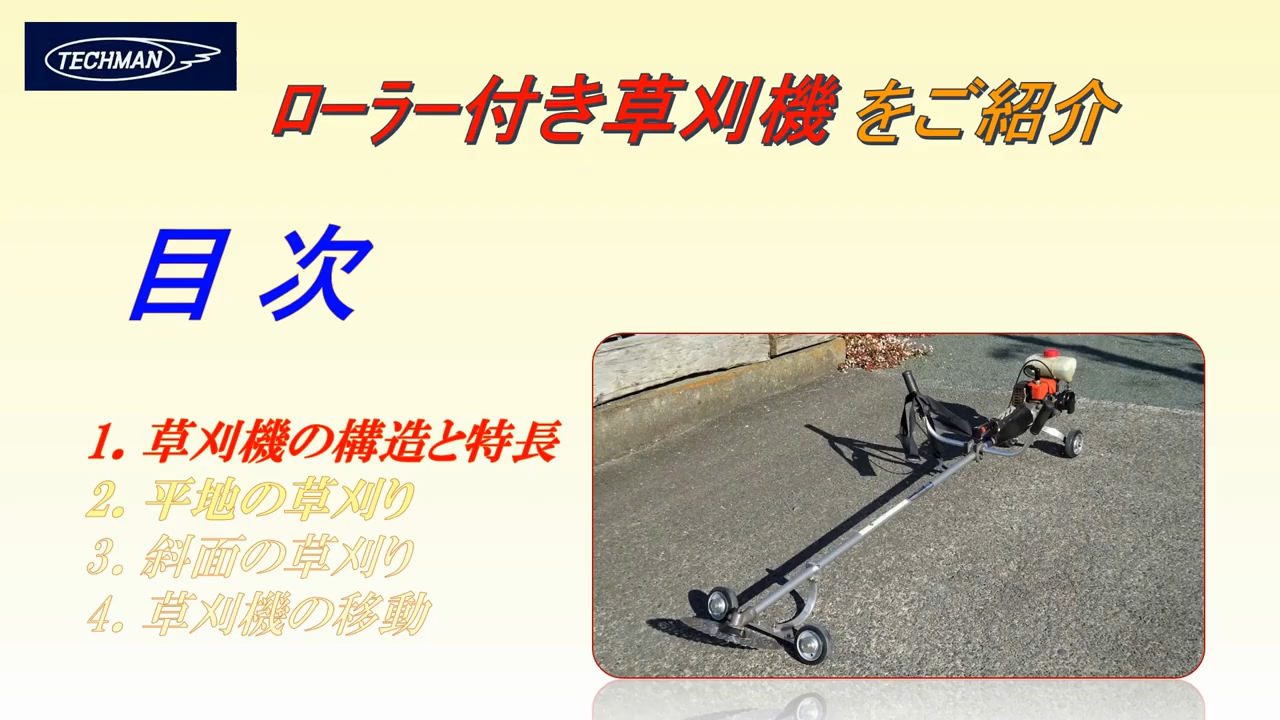 TECHMAN
ローラー付き草刈機をご紹介
目次
1. 草刈機の構造と特長
2. 平地の草刈り
3. 斜面の草刈り
4. 草刈機の移動